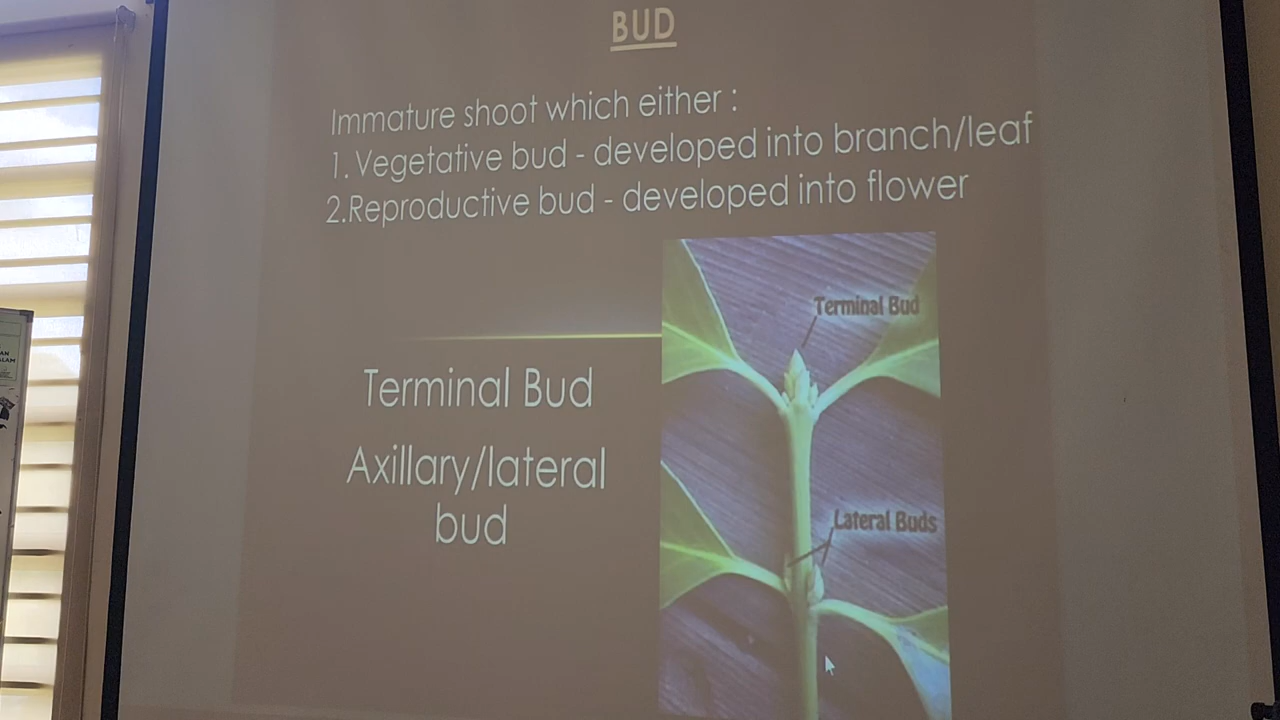 BUD
Immature shoot which either :
1. Vegetative bud - developed into branch/leaf
2.Reproductive bud - developed into flower
Terminal Bud
Terminal Bud
Axillary/lateral
bud
Lateral Buds